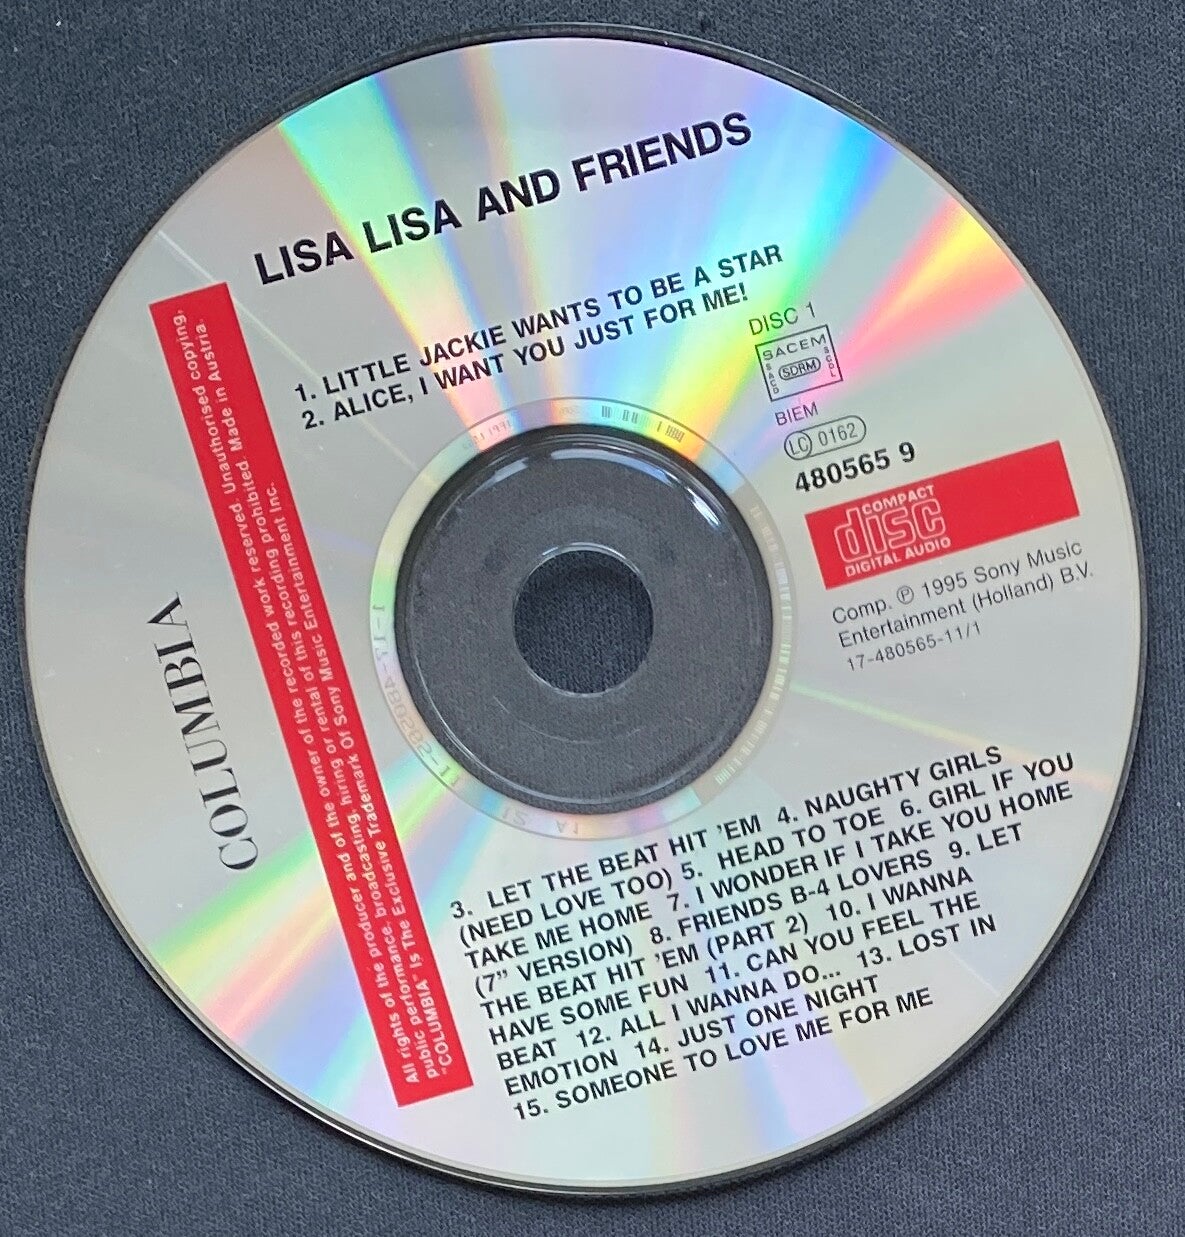 LISA LISA AND FRIENDS
1. LITTLE JACKIE WANTS TO BE A STAR
2. ALICE, I WANT YOU JUST FOR ME!
DISC 1
SACEM
SACD
SDRM
SCDL
BIEM
LC 0162
480565 9
COMPACT
disc
DIGITAL AUDIO
Comp. ℗ 1995 Sony Music
Entertainment (Holland) B.V.
17-480565-11/1
COLUMBIA
All rights of the producer and of the owner of the recorded work reserved. Unauthorised copying,
public performance, broadcasting, hiring or rental of this recording prohibited. Made in Austria.
"COLUMBIA" Is The Exclusive Trademark Of Sony Music Entertainment Inc.
3. LET THE BEAT HIT 'EM 4. NAUGHTY GIRLS
(NEED LOVE TOO) 5. HEAD TO TOE 6. GIRL IF YOU
TAKE ME HOME 7. I WONDER IF I TAKE YOU HOME
(7" VERSION) 8. FRIENDS B-4 LOVERS 9. LET
THE BEAT HIT 'EM (PART 2) 10. I WANNA
HAVE SOME FUN 11. CAN YOU FEEL THE
BEAT 12. ALL I WANNA DO... 13. LOST IN
EMOTION 14. JUST ONE NIGHT
15. SOMEONE TO LOVE ME FOR ME